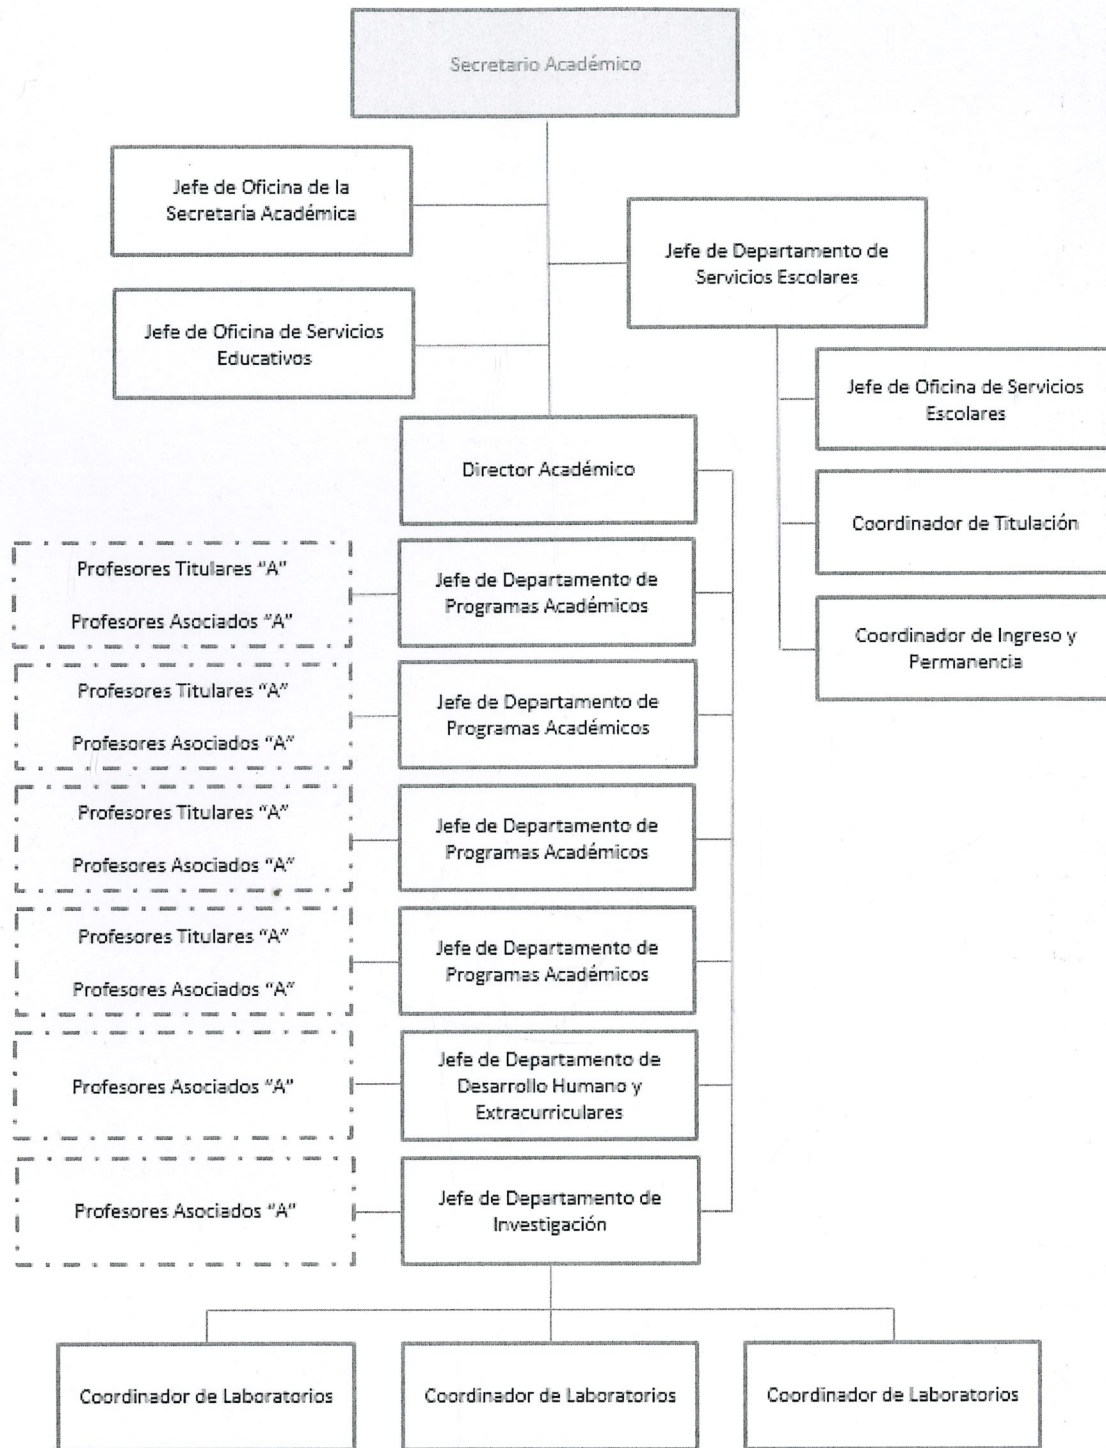 Secretario Académico
Jefe de Oficina de la
Secretaría Académica
Jefe de Departamento de
Servicios Escolares
Jefe de Oficina de Servicios
Educativos
Jefe de Oficina de Servicios
Escolares
Director Académico
Coordinador de Titulación
Profesores Titulares "A"
Profesores Asociados "A"
Jefe de Departamento de
Programas Académicos
Coordinador de Ingreso y
Permanencia
Profesores Titulares "A"
Profesores Asociados "A"
Jefe de Departamento de
Programas Académicos
Profesores Titulares "A"
Profesores Asociados "A"
Jefe de Departamento de
Programas Académicos
Profesores Titulares "A"
Profesores Asociados "A"
Jefe de Departamento de
Programas Académicos
Profesores Asociados "A"
Jefe de Departamento de
Desarrollo Humano y
Extracurriculares
Profesores Asociados "A"
Jefe de Departamento de
Investigación
Coordinador de Laboratorios
Coordinador de Laboratorios
Coordinador de Laboratorios